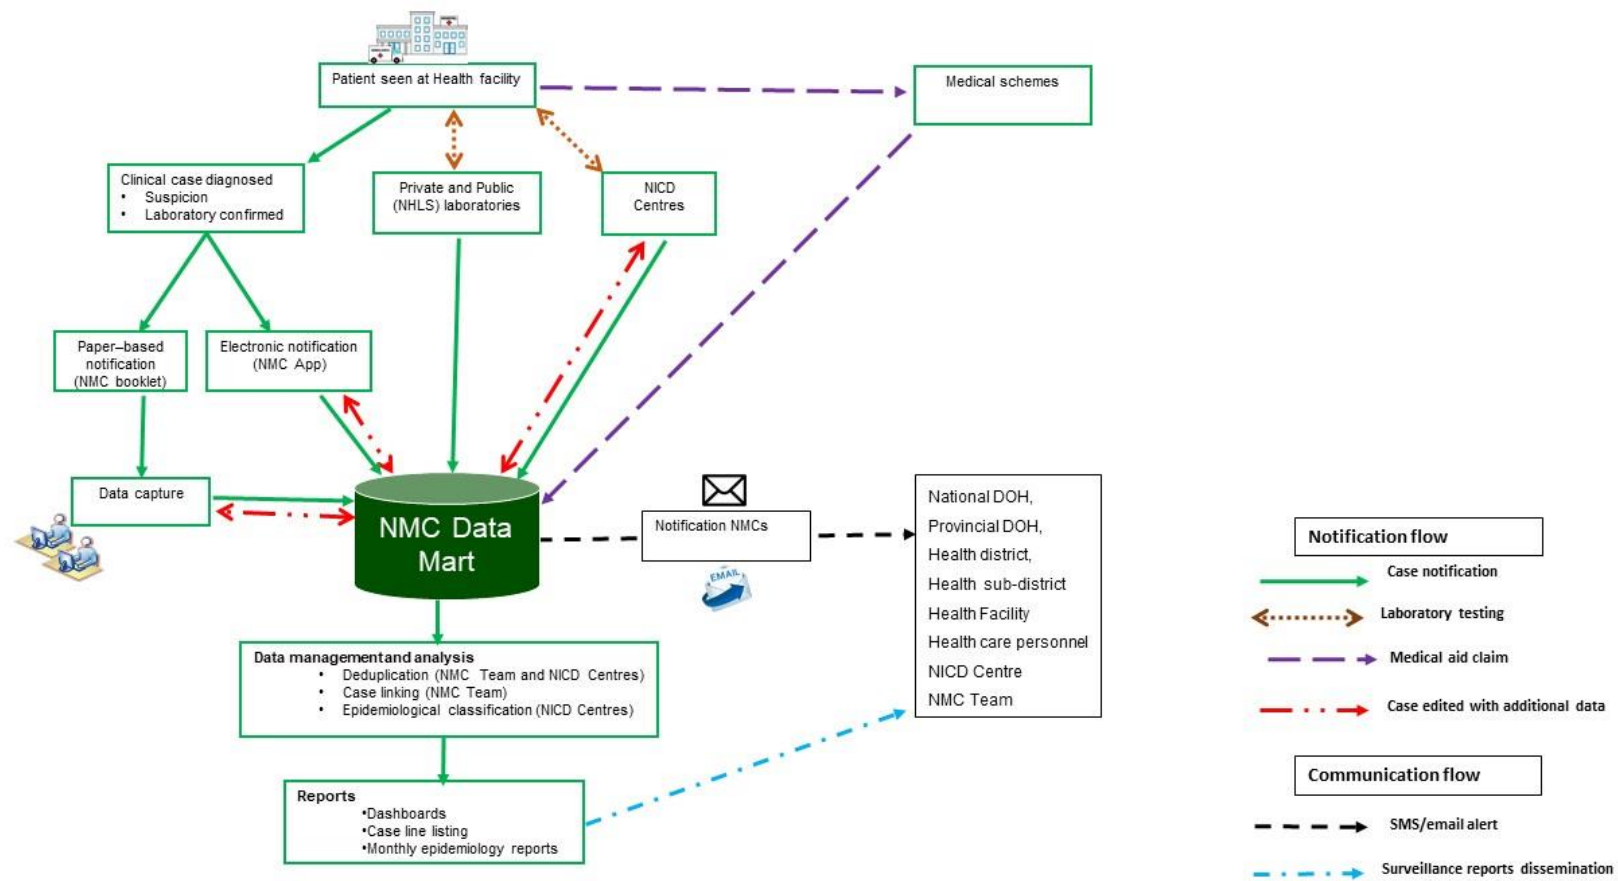 Patient seen at Health facility
Medical schemes
Clinical case diagnosed
• Suspicion
• Laboratory confirmed
Private and Public
(NHLS) laboratories
NICD
Centres
Paper–based
notification
(NMC booklet)
Electronic notification
(NMC App)
Data capture
NMC Data
Mart
Notification NMCs
EMAIL
National DOH,
Provincial DOH,
Health district,
Health sub-district
Health Facility
Health care personnel
NICD Centre
NMC Team
Data management and analysis
• Deduplication (NMC Team and NICD Centres)
• Case linking (NMC Team)
• Epidemiological classification (NICD Centres)
Reports
•Dashboards
•Case line listing
•Monthly epidemiology reports
Notification flow
Case notification
Laboratory testing
Medical aid claim
Case edited with additional data
Communication flow
SMS/email alert
Surveillance reports dissemination